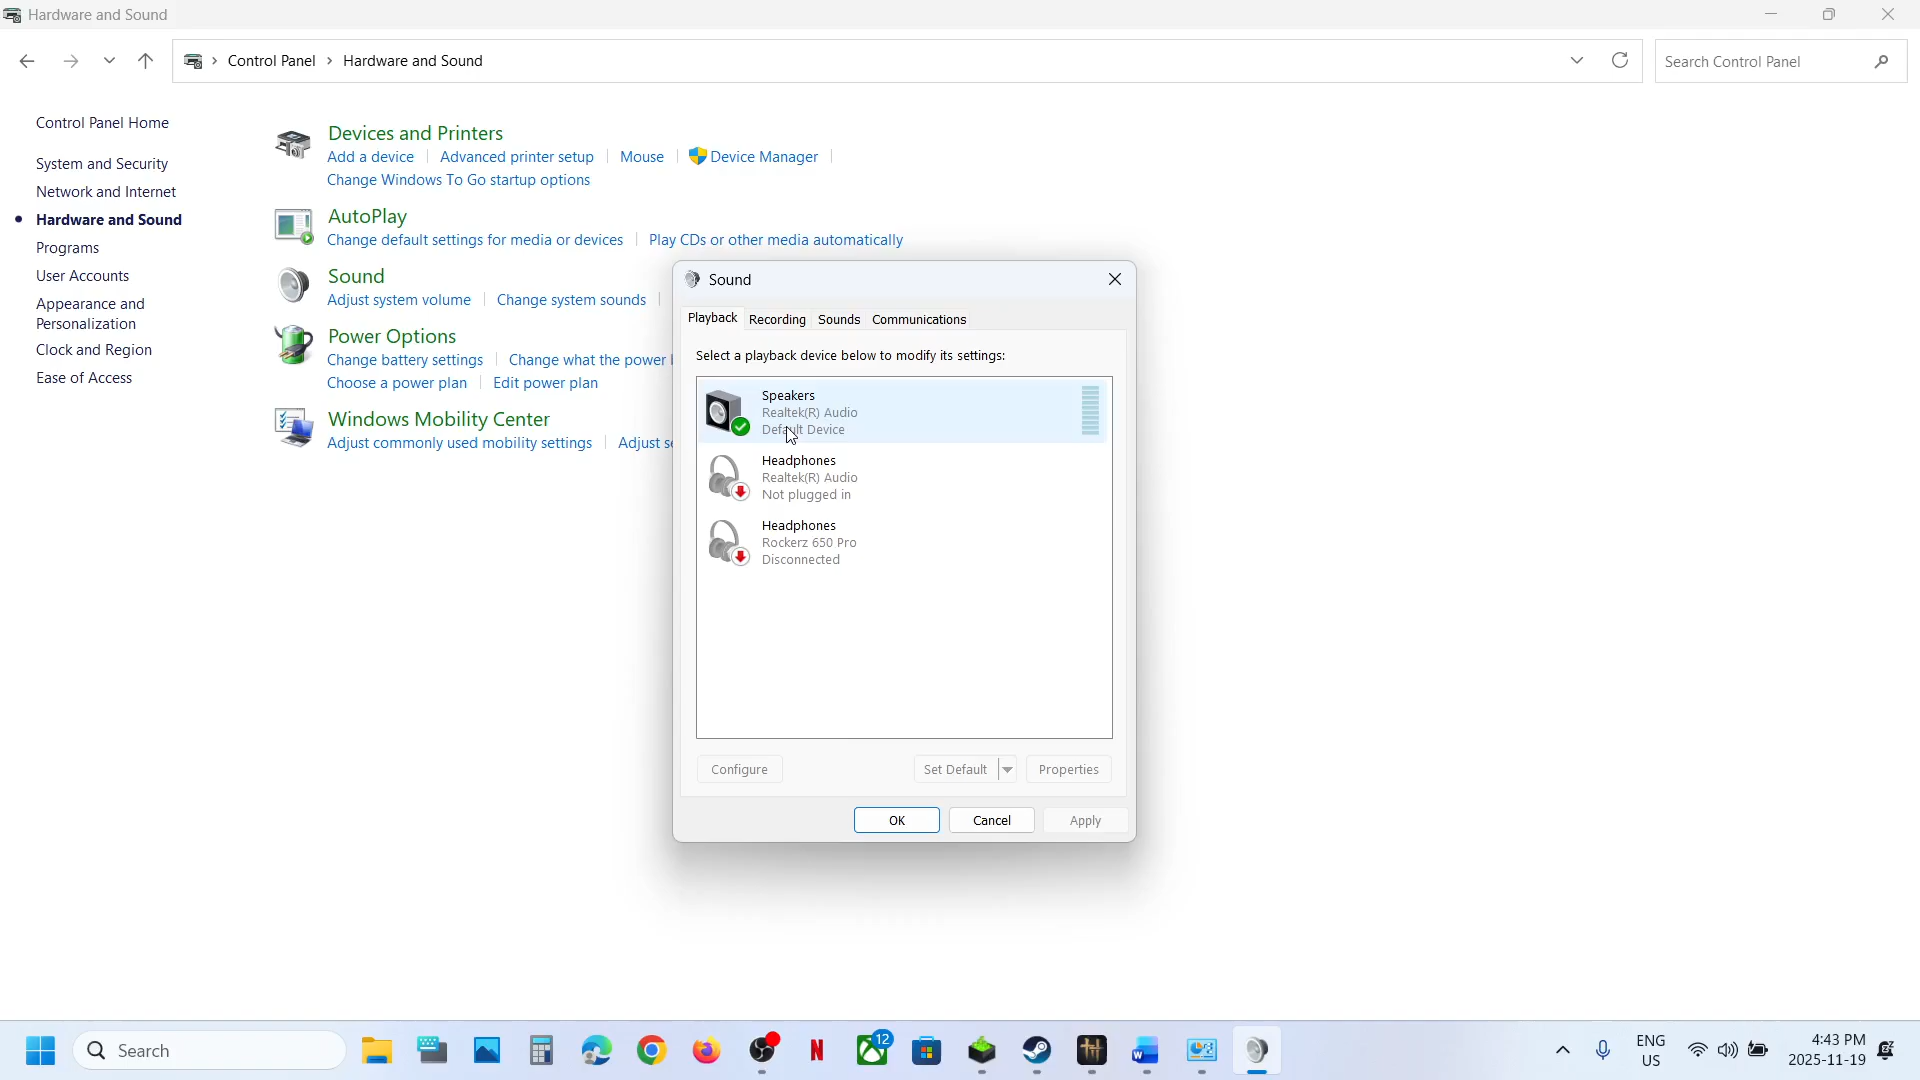 Hardware and Sound
Control Panel › Hardware and Sound
Search Control Panel
Control Panel Home
System and Security
Network and Internet
Hardware and Sound
Programs
User Accounts
Appearance and
Personalization
Clock and Region
Ease of Access
Devices and Printers
Add a device
Advanced printer setup
Mouse
Device Manager
Change Windows To Go startup options
AutoPlay
Change default settings for media or devices
Play CDs or other media automatically
Sound
Adjust system volume
Change system sounds
Power Options
Change battery settings
Change what the power
Choose a power plan
Edit power plan
Windows Mobility Center
Adjust commonly used mobility settings
Adjust
Sound
Playback
Recording
Sounds
Communications
Select a playback device below to modify its settings:
Speakers
Realtek(R) Audio
Default Device
Headphones
Realtek(R) Audio
Not plugged in
Headphones
Rockerz 650 Pro
Disconnected
Configure
Set Default
Properties
OK
Cancel
Apply
Search
N
12
W
ENG
US
4:43 PM
2025-11-19